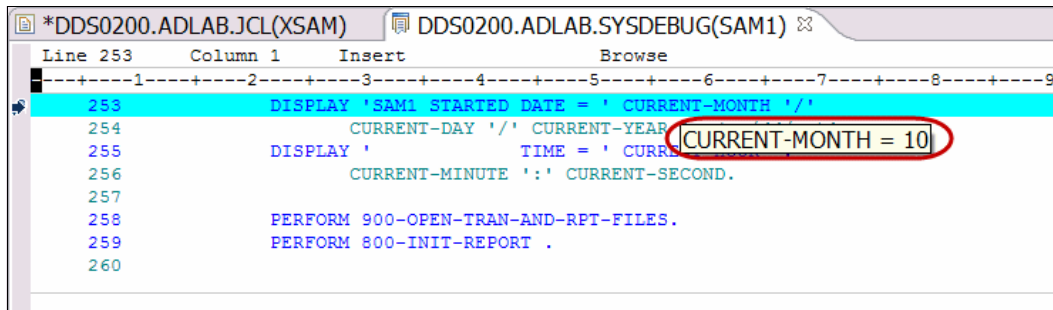 *DDS0200.ADLAB.JCL(XSAM) DDS0200.ADLAB.SYSDEBUG(SAM1)
Line 253 Column 1 Insert Browse
----+----1----+----2----+----3----+----4----+----5----+----6----+----7----+----8----+----9
253 DISPLAY 'SAM1 STARTED DATE = ' CURRENT-MONTH '/'
254 CURRENT-DAY '/' CURRENT-YEAR
CURRENT-MONTH = 10
255 DISPLAY ' TIME = '
256 CURRENT-MINUTE ':' CURRENT-SECOND.
257
258 PERFORM 900-OPEN-TRAN-AND-RPT-FILES.
259 PERFORM 800-INIT-REPORT .
260